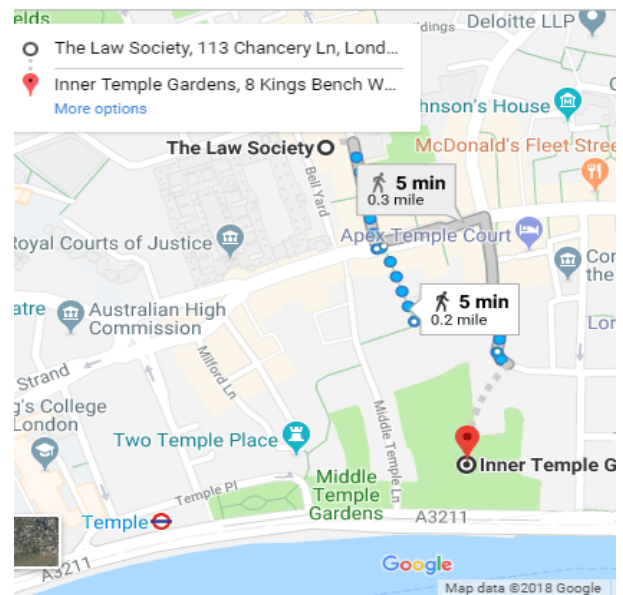 elds
dings
Deloitte LLP
The Law Society, 113 Chancery Ln, Lond...
Inner Temple Gardens, 8 Kings Bench W...
More options
hnson's House
McDonald's Fleet Stree
The Law Society
Bell Yard
5 min
0.3 mile
Royal Courts of Justice
Apex Temple Court
Cor
the
5 min
0.2 mile
atre
Australian High
Commission
Lor
Milford Ln
Strand
g's College
London
Two Temple Place
Middle Temple Ln
Inner Temple G
Temple Pl
Middle
Temple
Gardens
A3211
Temple
A3211
Google
Map data ©2018 Google